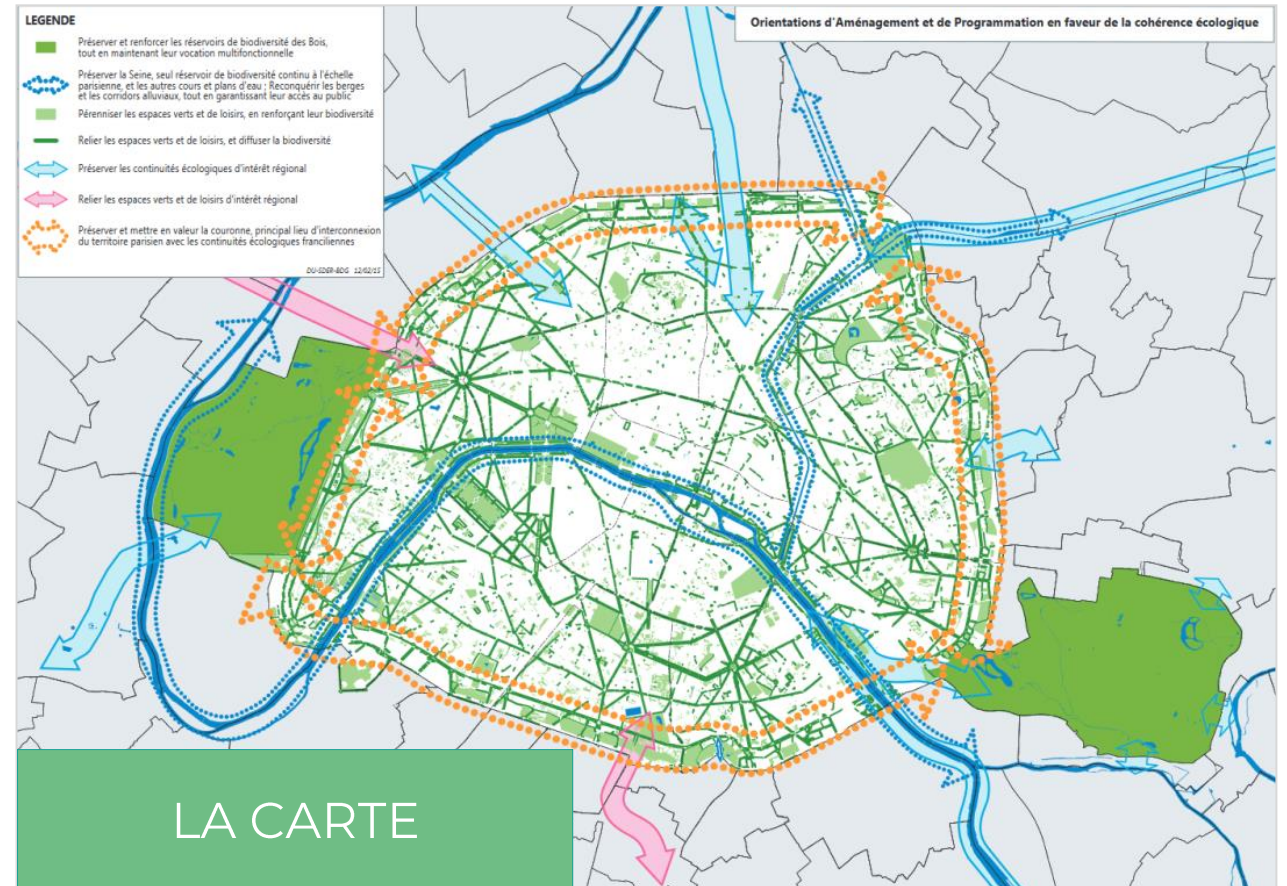 LEGENDE
Préserver et renforcer les réservoirs de biodiversité des Bois,
tout en maintenant leur vocation multifonctionnelle
Préserver la Seine, seul réservoir de biodiversité continu à l'échelle
parisienne, et les autres cours et plans d'eau ; Reconquérir les berges
et les corridors alluviaux, tout en garantissant leur accès au public
Pérenniser les espaces verts et de loisirs, en renforçant leur biodiversité
Relier les espaces verts et de loisirs, et diffuser la biodiversité
Préserver les continuités écologiques d'intérêt régional
Relier les espaces verts et de loisirs d'intérêt régional
Préserver et mettre en valeur la couronne, principal lieu d'interconnexion
du territoire parisien avec les continuités écologiques franciliennes
DU-SDER-BDG 12/02/15
Orientations d'Aménagement et de Programmation en faveur de la cohérence écologique
LA CARTE